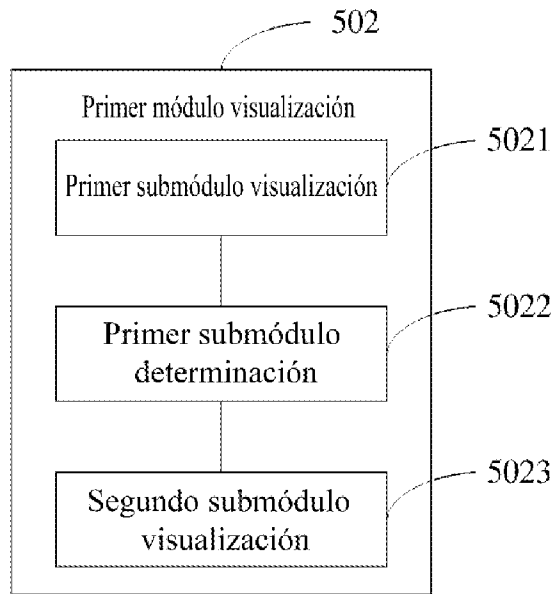 502
Primer módulo visualización
5021
Primer submódulo visualización
5022
Primer submódulo
determinación
5023
Segundo submódulo
visualización